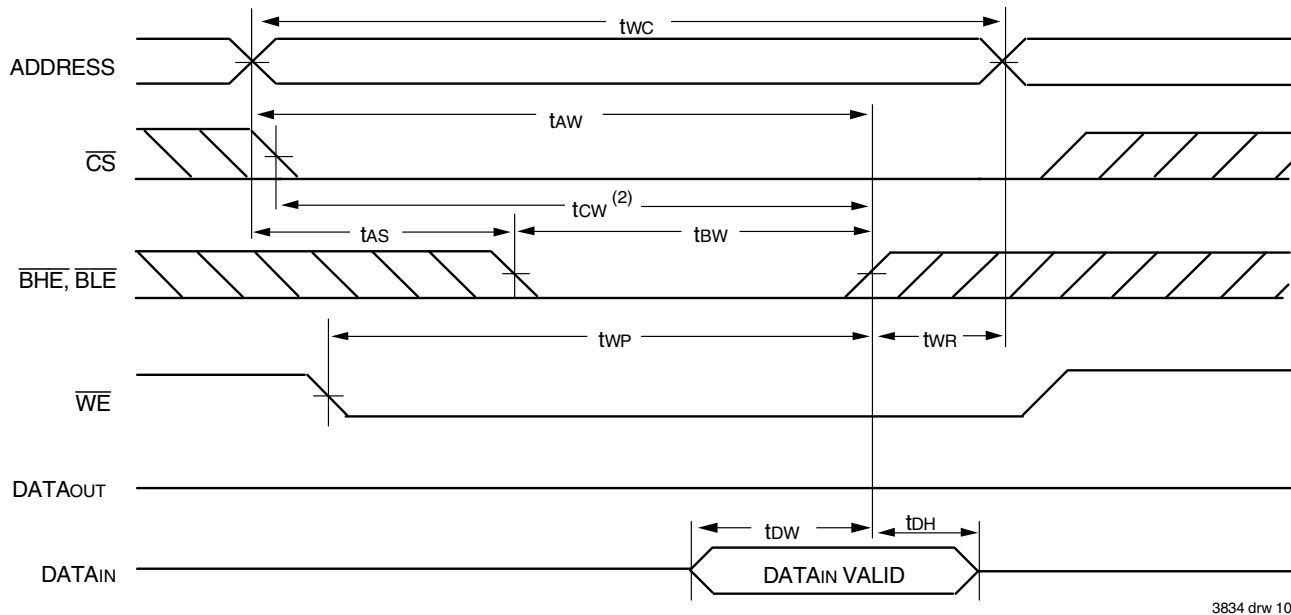 tWC
ADDRESS
tAW
CS
tCW (2)
tAS
tBW
BHE, BLE
tWP
tWR
WE
DATAOUT
tDW
tDH
DATAIN
DATAIN VALID
3834 drw 10